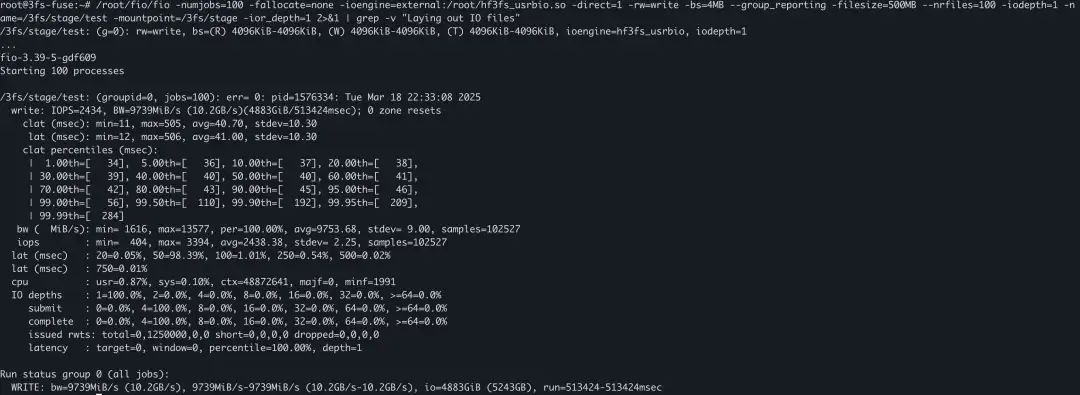 root@3fs-fuse:~# /root/fio/fio -numjobs=100 -fallocate=none -ioengine=external:/root/hf3fs_usrbio.so -direct=1 -rw=write -bs=4MB --group_reporting -filesize=500MB --nrfiles=100 -iodepth=1 -n
ame=/3fs/stage/test -mountpoint=/3fs/stage -ior_depth=1 2>&1 | grep -v "Laying out IO files"
/3fs/stage/test: (g=0): rw=write, bs=(R) 4096KiB-4096KiB, (W) 4096KiB-4096KiB, (T) 4096KiB-4096KiB, ioengine=hf3fs_usrbio, iodepth=1
...
fio-3.39-5-gdf609
Starting 100 processes
/3fs/stage/test: (groupid=0, jobs=100): err= 0: pid=1576334: Tue Mar 18 22:33:08 2025
write: IOPS=2434, BW=9739MiB/s (10.2GB/s)(4883GiB/513424msec); 0 zone resets
clat (msec): min=11, max=505, avg=40.70, stdev=10.30
lat (msec): min=12, max=506, avg=41.00, stdev=10.30
clat percentiles (msec):
| 1.00th=[ 34], 5.00th=[ 36], 10.00th=[ 37], 20.00th=[ 38],
| 30.00th=[ 39], 40.00th=[ 40], 50.00th=[ 40], 60.00th=[ 41],
| 70.00th=[ 42], 80.00th=[ 43], 90.00th=[ 45], 95.00th=[ 46],
| 99.00th=[ 56], 99.50th=[ 110], 99.90th=[ 192], 99.95th=[ 209],
| 99.99th=[ 284]
bw ( MiB/s): min= 1616, max=13577, per=100.00%, avg=9753.68, stdev= 9.00, samples=102527
iops : min= 404, max= 3394, avg=2438.38, stdev= 2.25, samples=102527
lat (msec) : 20=0.05%, 50=98.39%, 100=1.01%, 250=0.54%, 500=0.02%
lat (msec) : 750=0.01%
cpu : usr=0.87%, sys=0.10%, ctx=48872641, majf=0, minf=1991
IO depths : 1=100.0%, 2=0.0%, 4=0.0%, 8=0.0%, 16=0.0%, 32=0.0%, >=64=0.0%
submit : 0=0.0%, 4=100.0%, 8=0.0%, 16=0.0%, 32=0.0%, 64=0.0%, >=64=0.0%
complete : 0=0.0%, 4=100.0%, 8=0.0%, 16=0.0%, 32=0.0%, 64=0.0%, >=64=0.0%
issued rwts: total=0,1250000,0,0 short=0,0,0,0 dropped=0,0,0,0
latency : target=0, window=0, percentile=100.00%, depth=1
Run status group 0 (all jobs):
WRITE: bw=9739MiB/s (10.2GB/s), 9739MiB/s-9739MiB/s (10.2GB/s-10.2GB/s), io=4883GiB (5243GB), run=513424-513424msec